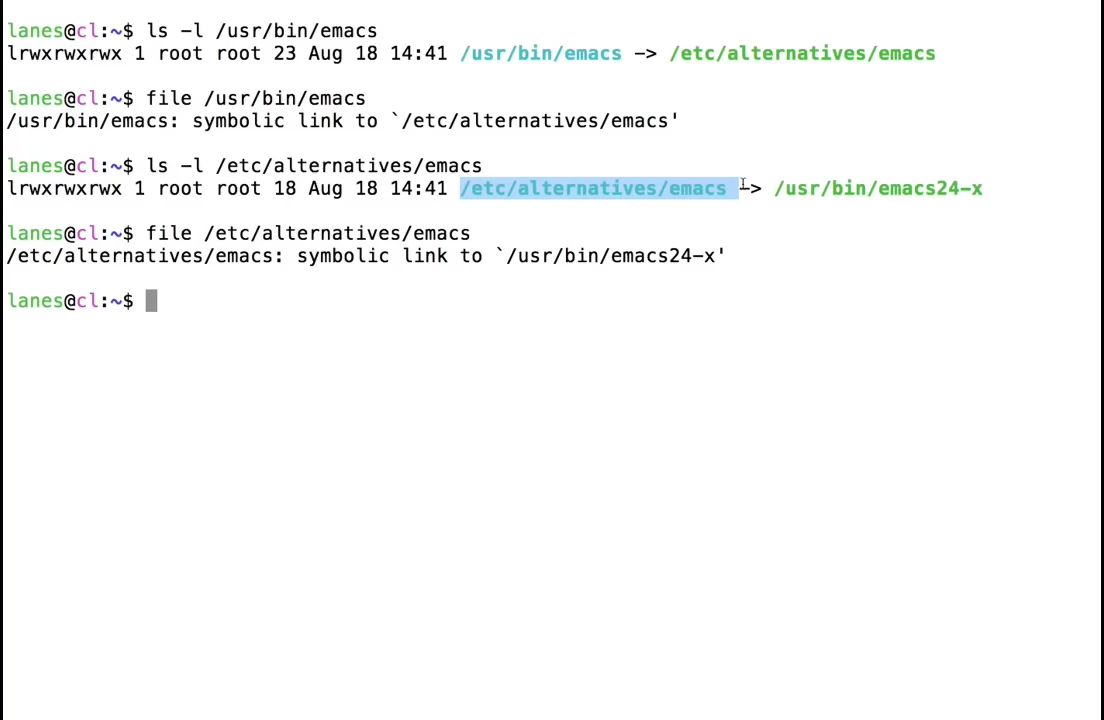 lanes@cl:~$ ls -l /usr/bin/emacs
lrwxrwxrwx 1 root root 23 Aug 18 14:41 /usr/bin/emacs -> /etc/alternatives/emacs
lanes@cl:~$ file /usr/bin/emacs
/usr/bin/emacs: symbolic link to `/etc/alternatives/emacs'
lanes@cl:~$ ls -l /etc/alternatives/emacs
lrwxrwxrwx 1 root root 18 Aug 18 14:41 /etc/alternatives/emacs -> /usr/bin/emacs24-x
lanes@cl:~$ file /etc/alternatives/emacs
/etc/alternatives/emacs: symbolic link to `/usr/bin/emacs24-x'
lanes@cl:~$